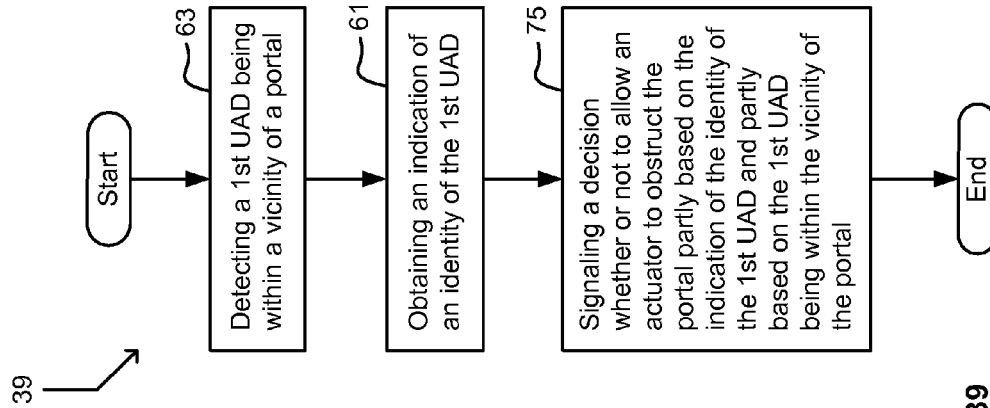 39
Start
63
Detecting a 1st UAD being
within a vicinity of a portal
61
Obtaining an indication of
an identity of the 1st UAD
75
Signaling a decision
whether or not to allow an
actuator to obstruct the
portal partly based on the
indication of the identity of
the 1st UAD and partly
based on the 1st UAD
being within the vicinity of
the portal
End
39